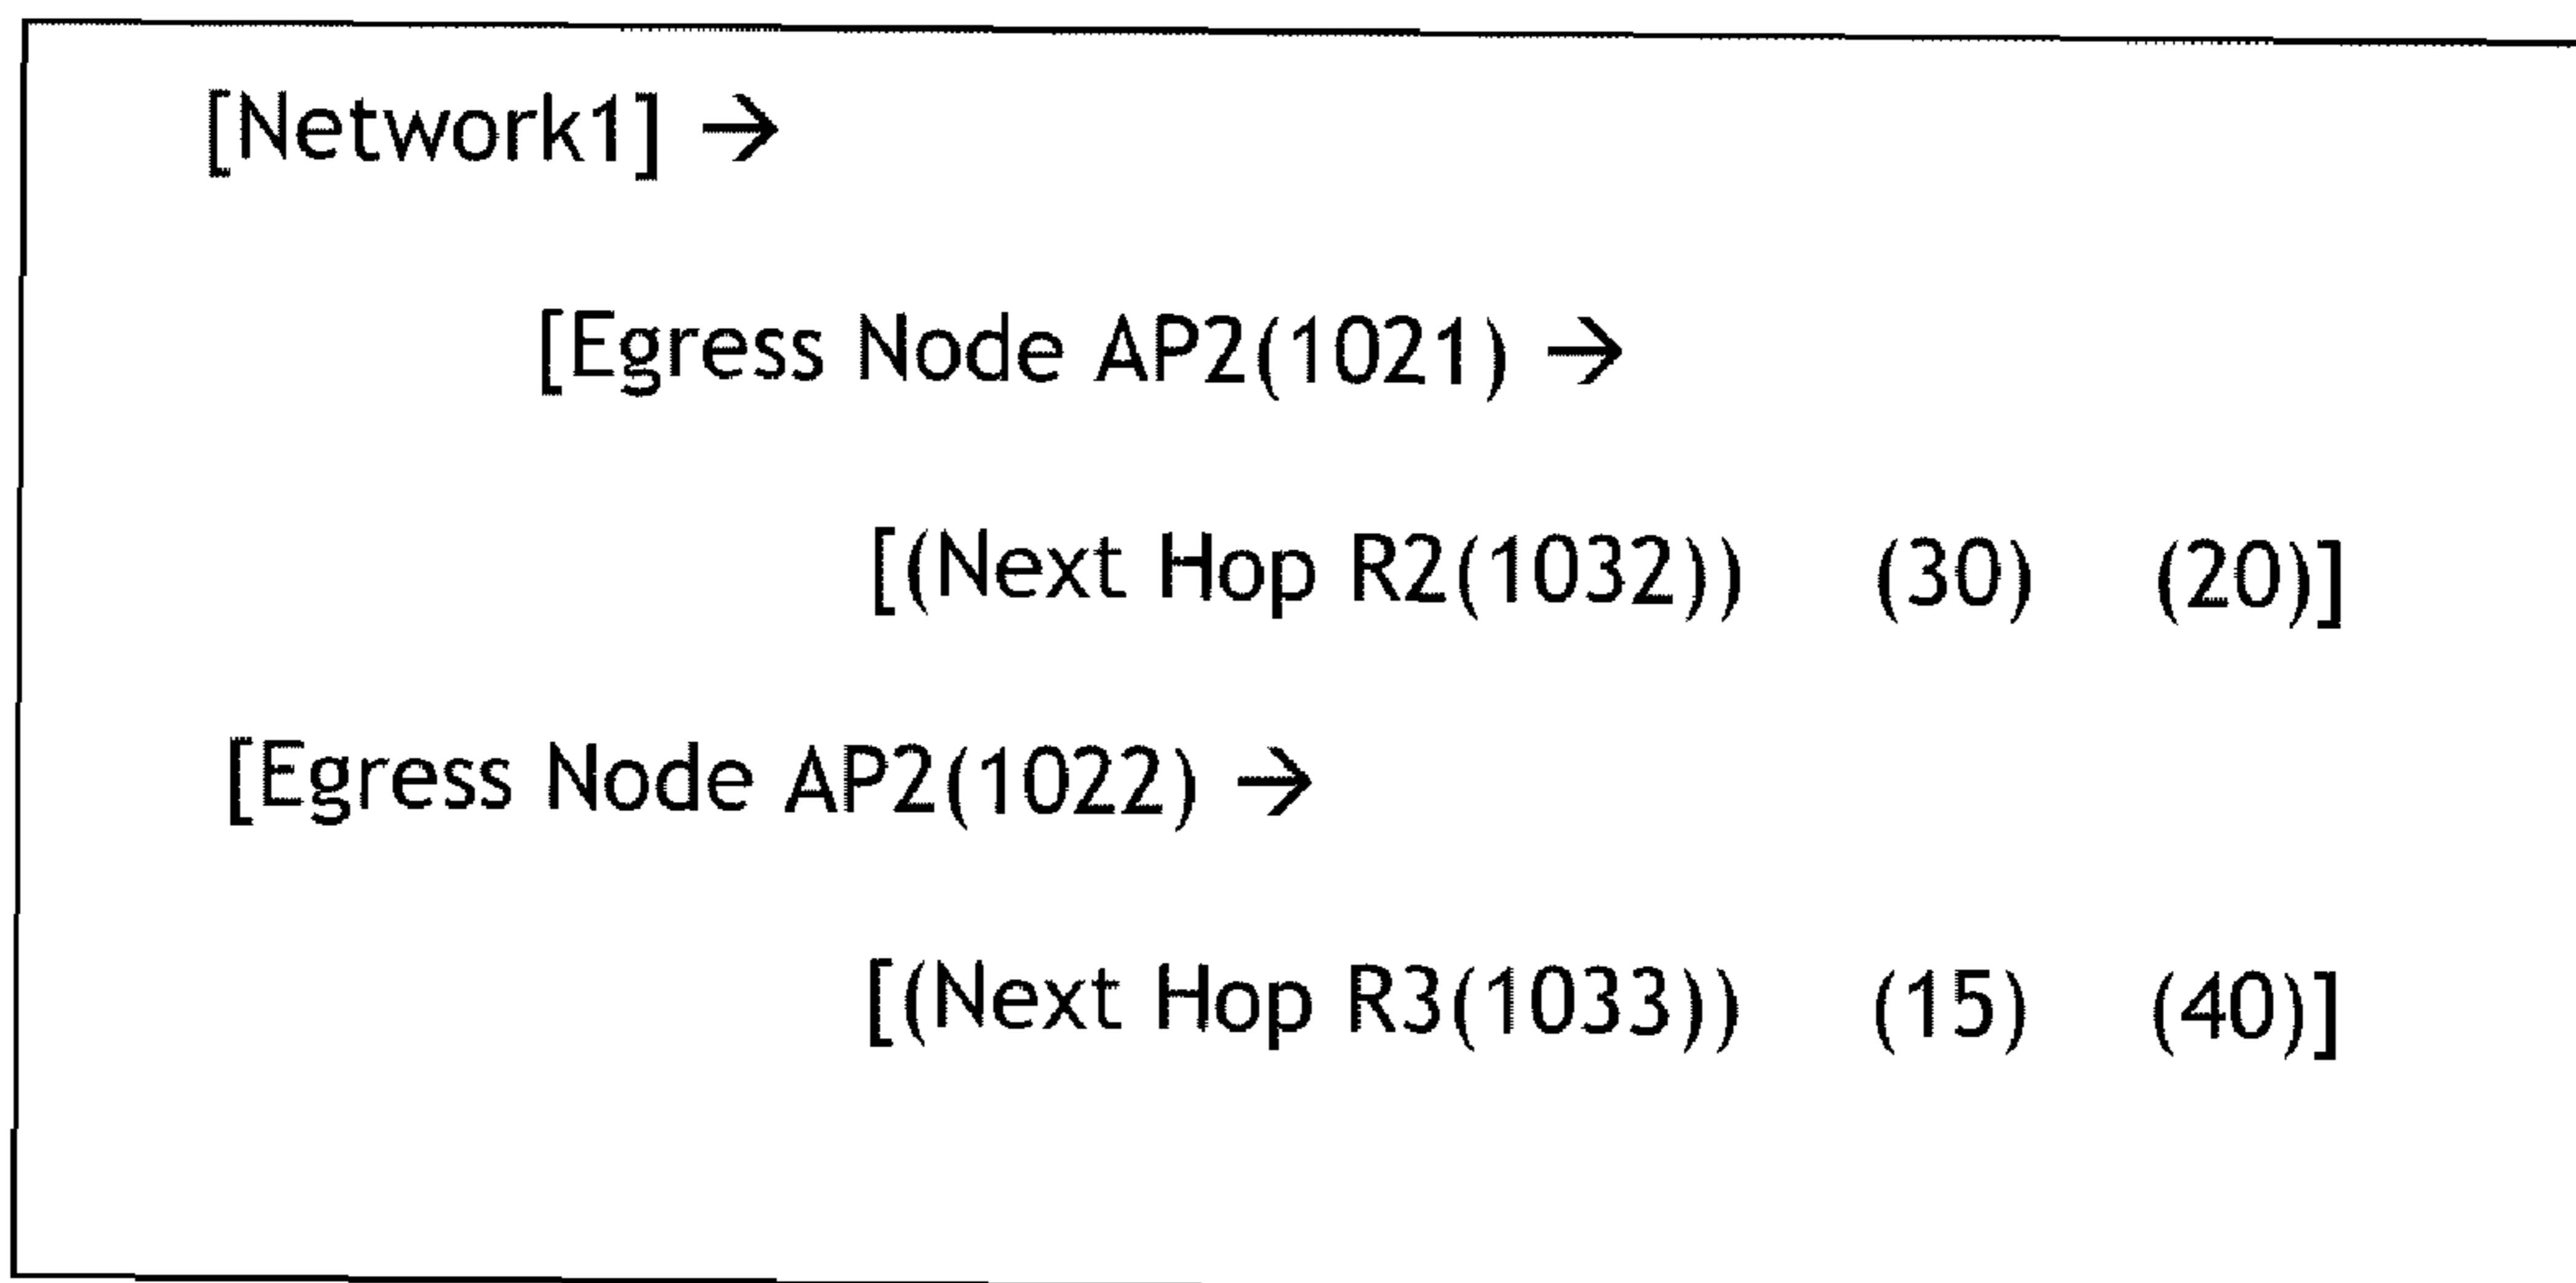 [Network1] →
[Egress Node AP2(1021) →
[(Next Hop R2(1032)) (30) (20)]
[Egress Node AP2(1022) →
[(Next Hop R3(1033)) (15) (40)]